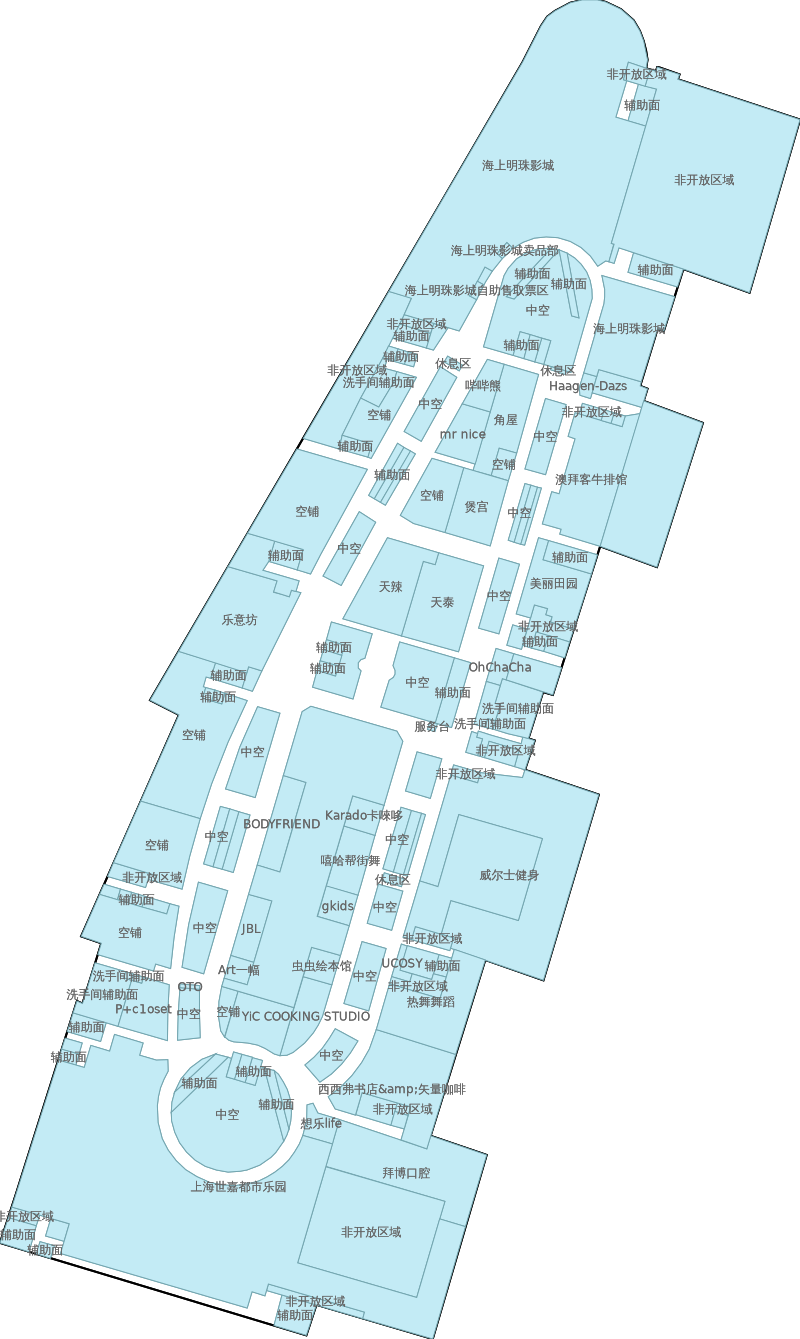 非开放区域
辅助面
海上明珠影城
非开放区域
海上明珠影城卖品部
辅助面
辅助面
辅助面
海上明珠影城自助售取票区
中空
非开放区域
海上明珠影城
辅助面
辅助面
辅助面
休息区
非开放区域
休息区
洗手间辅助面
哔哔熊
Haagen-Dazs
中空
非开放区域
空铺
角屋
mr nice
中空
辅助面
空铺
辅助面
澳拜客牛排馆
空铺
煲宫
空铺
中空
中空
辅助面
辅助面
天辣
美丽田园
中空
天泰
乐意坊
非开放区域
辅助面
辅助面
辅助面
OhChaCha
辅助面
中空
辅助面
辅助面
洗手间辅助面
服务台
洗手间辅助面
空铺
中空
非开放区域
非开放区域
Karado卡唻哆
BODYFRIEND
中空
中空
空铺
嘻哈帮街舞
威尔士健身
非开放区域
休息区
辅助面
gkids
中空
JBL
中空
空铺
非开放区域
UCOSY
辅助面
虫虫绘本馆
Art一幅
洗手间辅助面
中空
OTO
非开放区域
洗手间辅助面
热舞舞蹈
P+c1oset
中空
空铺
YiC COOKING STUDIO
辅助面
辅助面
中空
辅助面
辅助面
西西弗书店&amp;矢量咖啡
辅助面
中空
非开放区域
想乐life
拜博口腔
上海世嘉都市乐园
非开放区域
辅助面
非开放区域
辅助面
非开放区域
辅助面